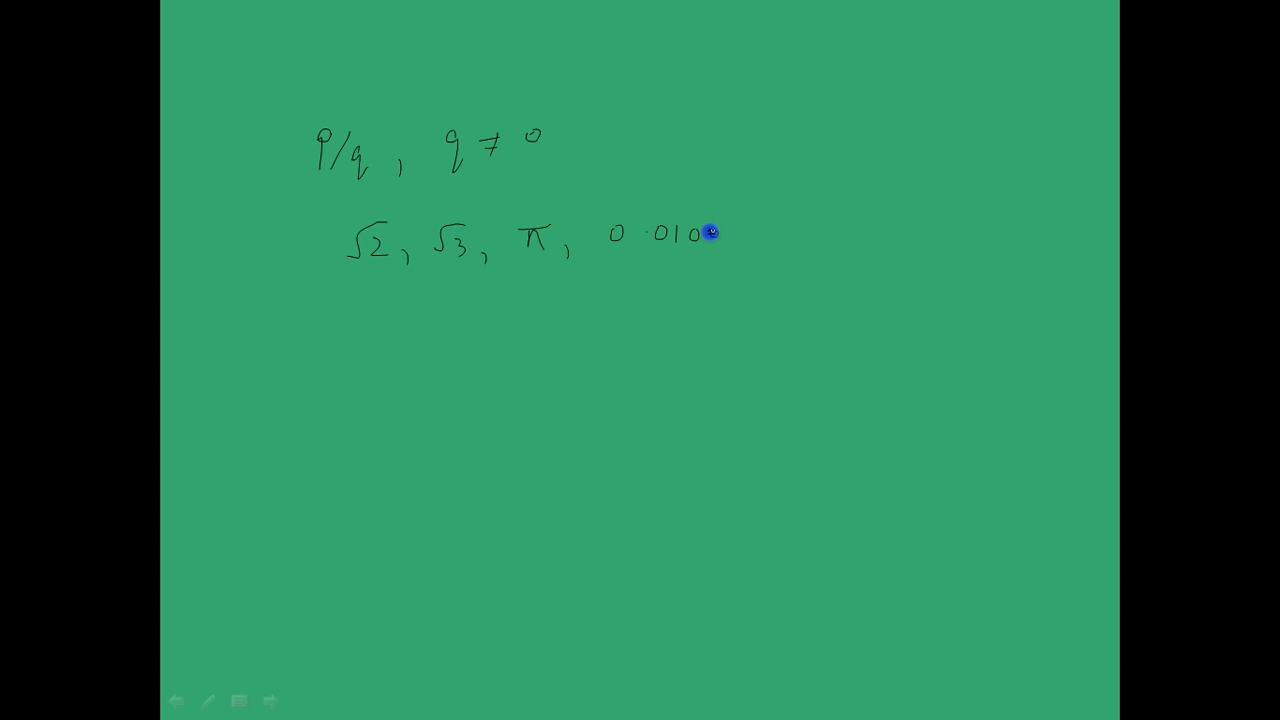 p/q, q ≠ 0
√2, √3, π, 0.010